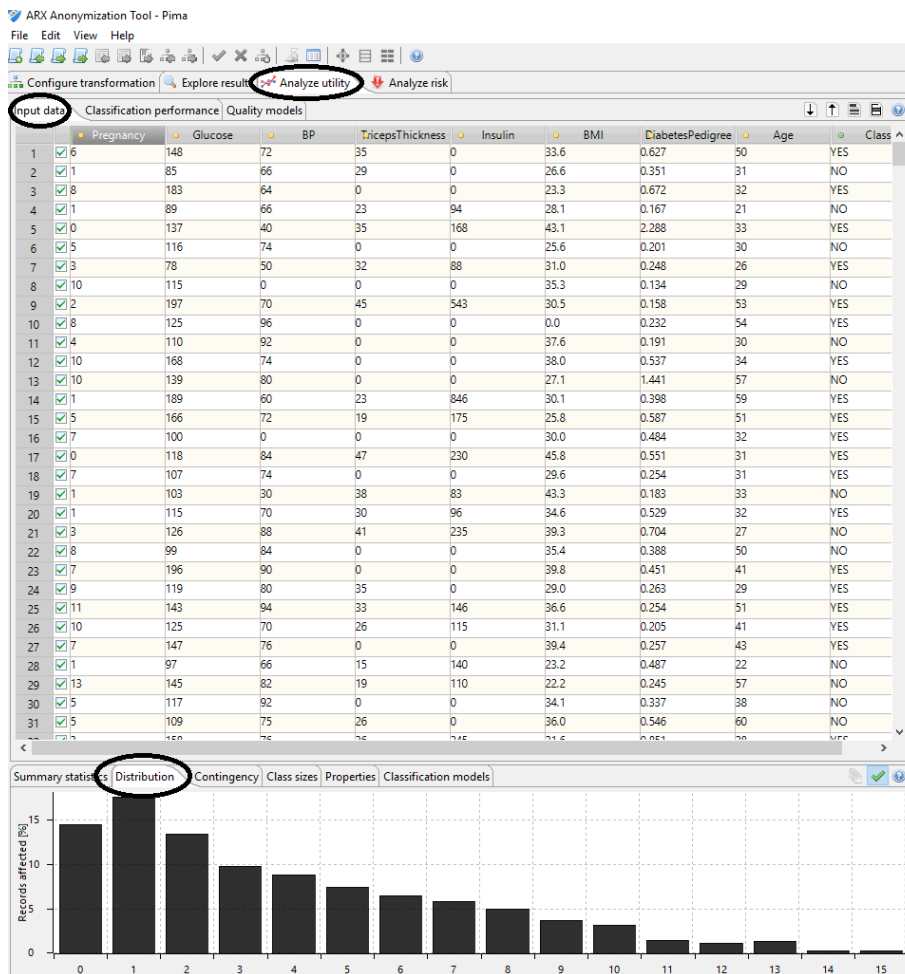 ARX Anonymization Tool - Pima
File Edit View Help
Configure transformation Explore result Analyze utility Analyze risk
Input data Classification performance Quality models
Pregnancy Glucose BP TricepsThickness Insulin BMI DiabetesPedigree Age Class
1 6 148 72 35 0 33.6 0.627 50 YES
2 1 85 66 29 0 26.6 0.351 31 NO
3 8 183 64 0 0 23.3 0.672 32 YES
4 1 89 66 23 94 28.1 0.167 21 NO
5 0 137 40 35 168 43.1 2.288 33 YES
6 5 116 74 0 0 25.6 0.201 30 NO
7 3 78 50 32 88 31.0 0.248 26 YES
8 10 115 0 0 0 35.3 0.134 29 NO
9 2 197 70 45 543 30.5 0.158 53 YES
10 8 125 96 0 0 0.0 0.232 54 YES
11 4 110 92 0 0 37.6 0.191 30 NO
12 10 168 74 0 0 38.0 0.537 34 YES
13 10 139 80 0 0 27.1 1.441 57 NO
14 1 189 60 23 846 30.1 0.398 59 YES
15 5 166 72 19 175 25.8 0.587 51 YES
16 7 100 0 0 0 30.0 0.484 32 YES
17 0 118 84 47 230 45.8 0.551 31 YES
18 7 107 74 0 0 29.6 0.254 31 YES
19 1 103 30 38 83 43.3 0.183 33 NO
20 1 115 70 30 96 34.6 0.529 32 YES
21 3 126 88 41 235 39.3 0.704 27 NO
22 8 99 84 0 0 35.4 0.388 50 NO
23 7 196 90 0 0 39.8 0.451 41 YES
24 9 119 80 35 0 29.0 0.263 29 YES
25 11 143 94 33 146 36.6 0.254 51 YES
26 10 125 70 26 115 31.1 0.205 41 YES
27 7 147 76 0 0 39.4 0.257 43 YES
28 1 97 66 15 140 23.2 0.487 22 NO
29 13 145 82 19 110 22.2 0.245 57 NO
30 5 117 92 0 0 34.1 0.337 38 NO
31 5 109 75 26 0 36.0 0.546 60 NO
Summary statistics Distribution Contingency Class sizes Properties Classification models
Records affected [%]
15
10
5
0
0 1 2 3 4 5 6 7 8 9 10 11 12 13 14 15